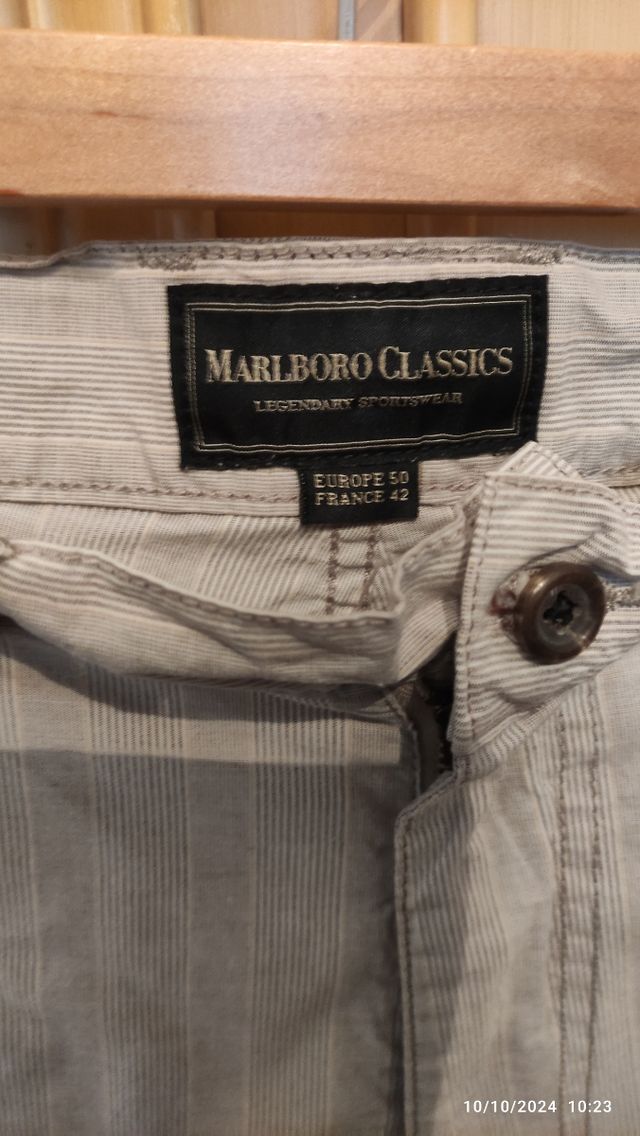 MARLBORO CLASSICS
LEGENDARY SPORTSWEAR
EUROPE 50
FRANCE 42
10/10/2024 10:23